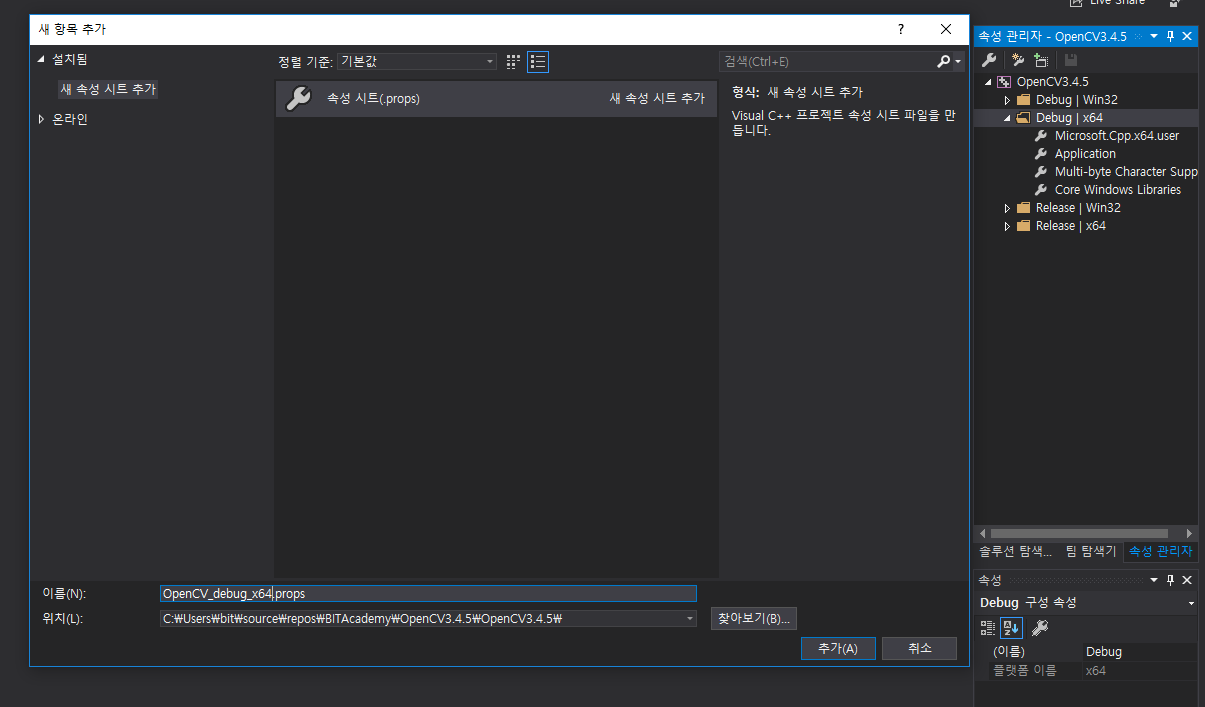 Live Share
새 항목 추가
?
설치됨
새 속성 시트 추가
온라인
정렬 기준: 기본값
검색(Ctrl+E)
속성 시트(.props) 새 속성 시트 추가
형식: 새 속성 시트 추가
Visual C++ 프로젝트 속성 시트 파일을 만
듭니다.
이름(N): OpenCV_debug_x64.props
위치(L): C:₩Users₩bit₩source₩repos₩BITAcademy₩OpenCV3.4.5₩OpenCV3.4.5₩
찾아보기(B)...
추가(A) 취소
속성 관리자 - OpenCV3.4.5
OpenCV3.4.5
Debug | Win32
Debug | x64
Microsoft.Cpp.x64.user
Application
Multi-byte Character Supp
Core Windows Libraries
Release | Win32
Release | x64
솔루션 탐색... 팀 탐색기 속성 관리자
속성
Debug 구성 속성
(이름) Debug
플랫폼 이름 x64